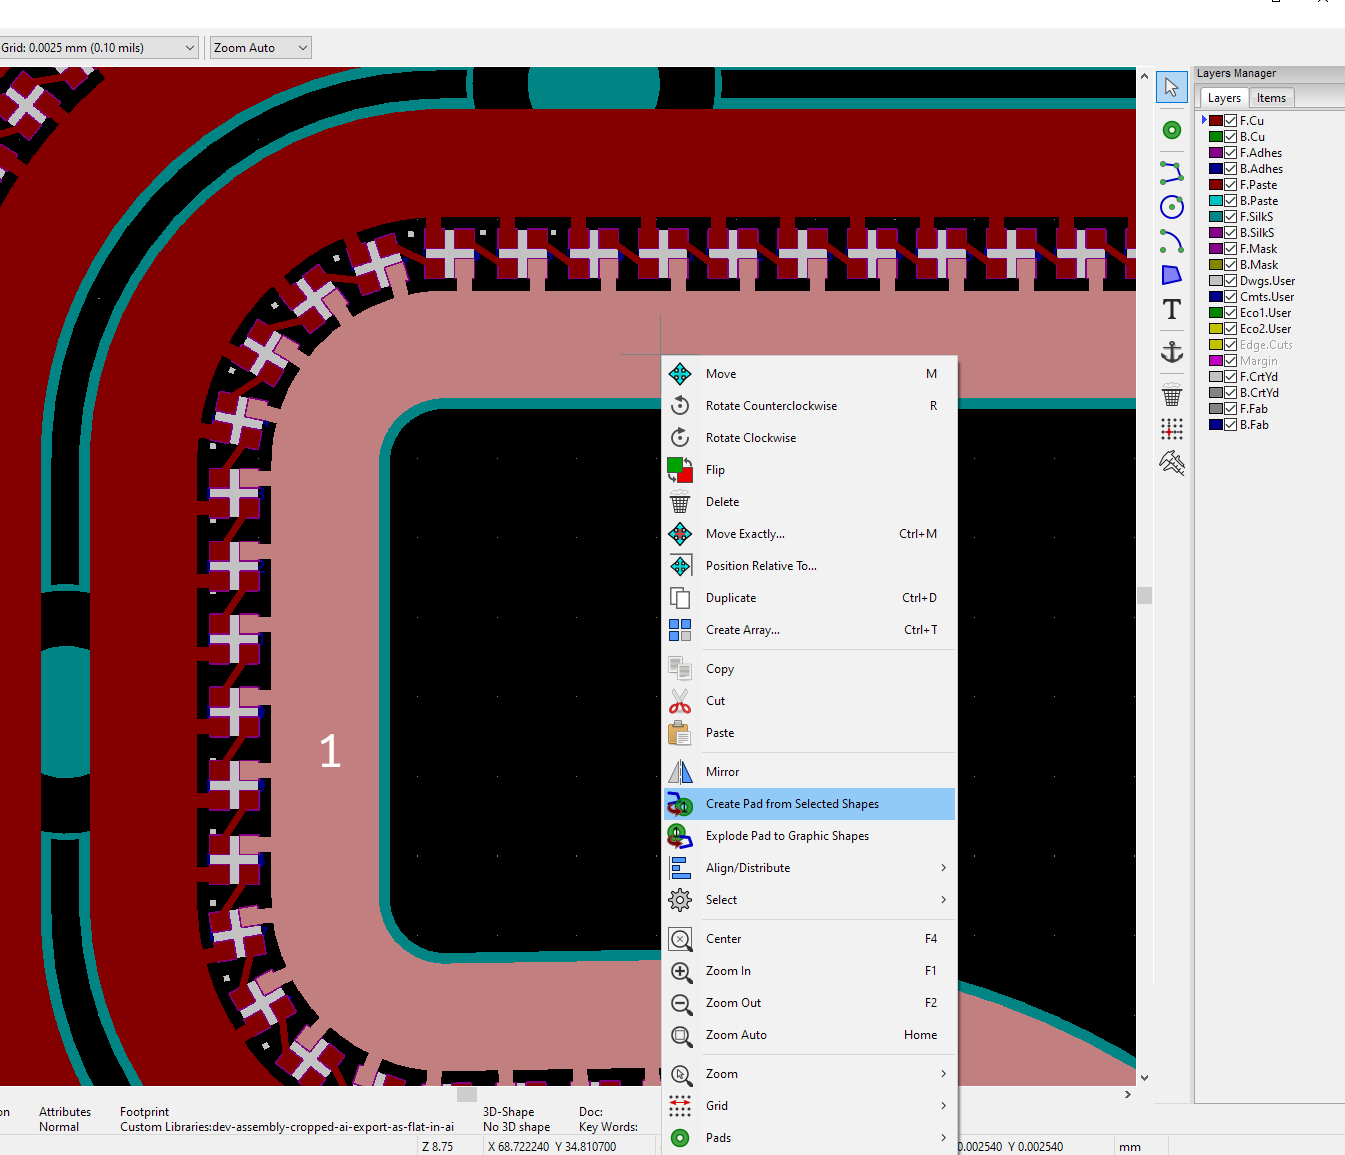 Grid: 0.0025 mm (0.10 mils)
Zoom Auto
Layers Manager
Layers
Items
F.Cu
B.Cu
F.Adhes
B.Adhes
F.Paste
B.Paste
F.SilkS
B.SilkS
F.Mask
B.Mask
Dwgs.User
Cmts.User
Eco1.User
Eco2.User
Edge.Cuts
Margin
F.CrtYd
B.CrtYd
F.Fab
B.Fab
T
1
Move M
Rotate Counterclockwise R
Rotate Clockwise
Flip
Delete
Move Exactly... Ctrl+M
Position Relative To...
Duplicate Ctrl+D
Create Array... Ctrl+T
Copy
Cut
Paste
Mirror
Create Pad from Selected Shapes
Explode Pad to Graphic Shapes
Align/Distribute
Select
Center F4
Zoom In F1
Zoom Out F2
Zoom Auto Home
Zoom
Grid
Pads
on
Attributes
Normal
Footprint
Custom Libraries:dev-assembly-cropped-ai-export-as-flat-in-ai
3D-Shape
No 3D shape
Doc:
Key Words:
Z 8.75
X 68.722240 Y 34.810700
0.002540 Y 0.002540
mm